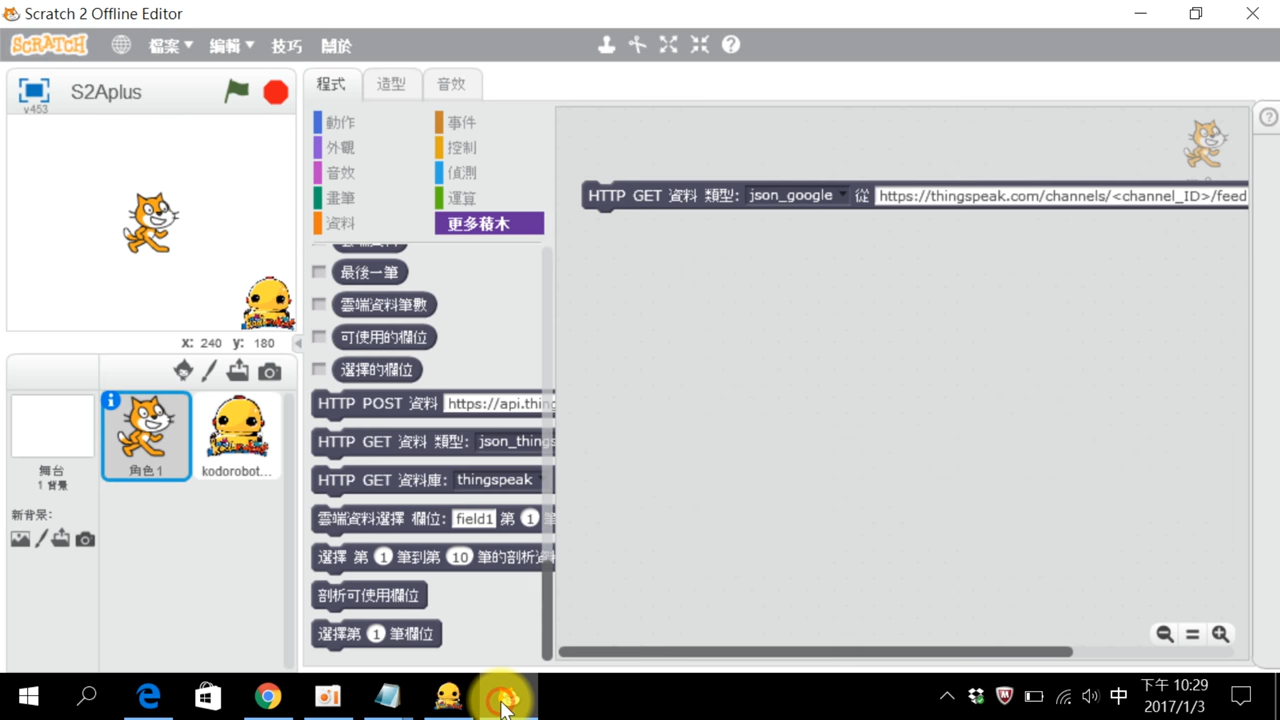 Scratch 2 Offline Editor
SCRATCH 檔案 編輯 技巧 關於
v453 S2Aplus
程式 造型 音效
動作 事件
外觀 控制
音效 偵測
畫筆 運算
資料 更多積木
HTTP GET 資料 類型: json_google 從 https://thingspeak.com/channels/<channel_ID>/feed
最後一筆
雲端資料筆數
可使用的欄位
選擇的欄位
HTTP POST 資料 https://api.thing
HTTP GET 資料 類型: json_things
HTTP GET 資料庫: thingspeak
雲端資料選擇 欄位: field1 第 1 筆
選擇 第 1 筆到第 10 筆的剖析資
剖析可使用欄位
選擇第 1 筆欄位
x: 240 y: 180
舞台
1 背景
新背景:
角色1
kodorobot...
中
下午 10:29
2017/1/3